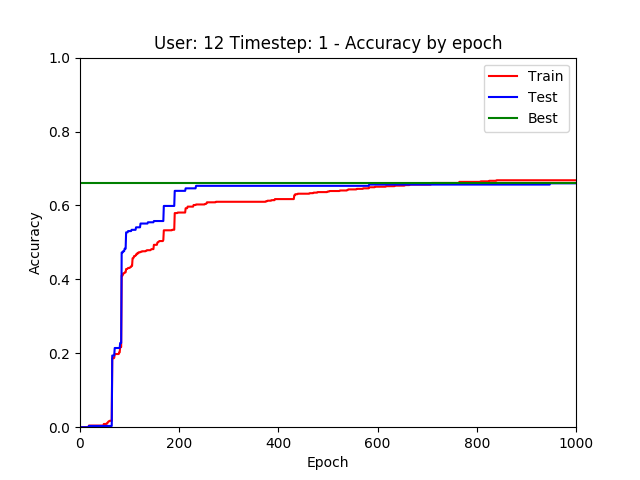 User: 12 Timestep: 1 - Accuracy by epoch
1.0
0.8
0.6
0.4
0.2
0.0
Accuracy
Train
Test
Best
0 200 400 600 800 1000
Epoch